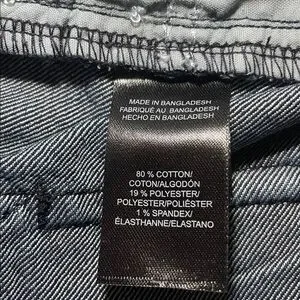 MADE IN BANGLADESH
FABRIQUÉ AU BANGLADESH
HECHO EN BANGLADESH
80 % COTTON/
COTON/ALGODÓN
19 % POLYESTER/
POLYESTER/POLIÉSTER
1 % SPANDEX/
ÉLASTHANNE/ELASTANO